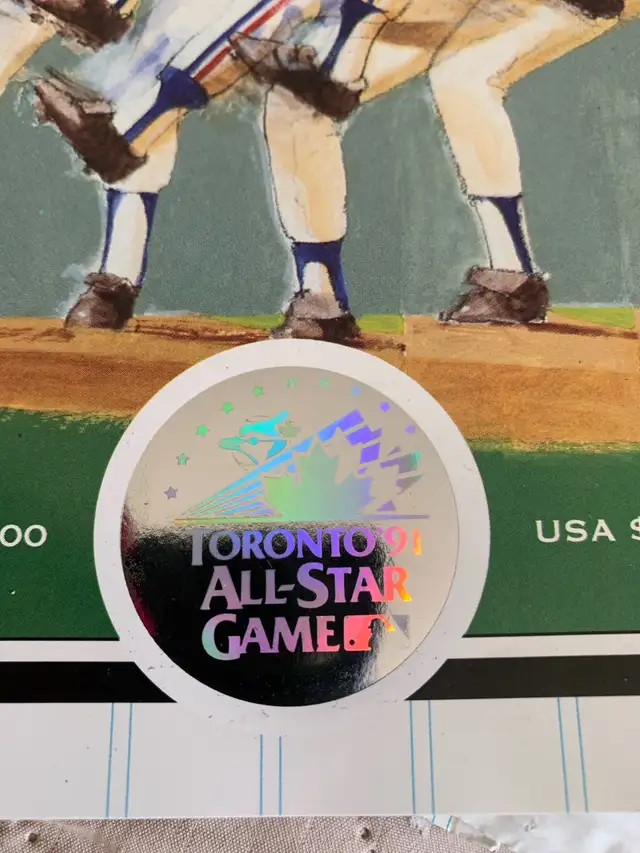 00
USA $
TORONTO '91
ALL-STAR
GAME